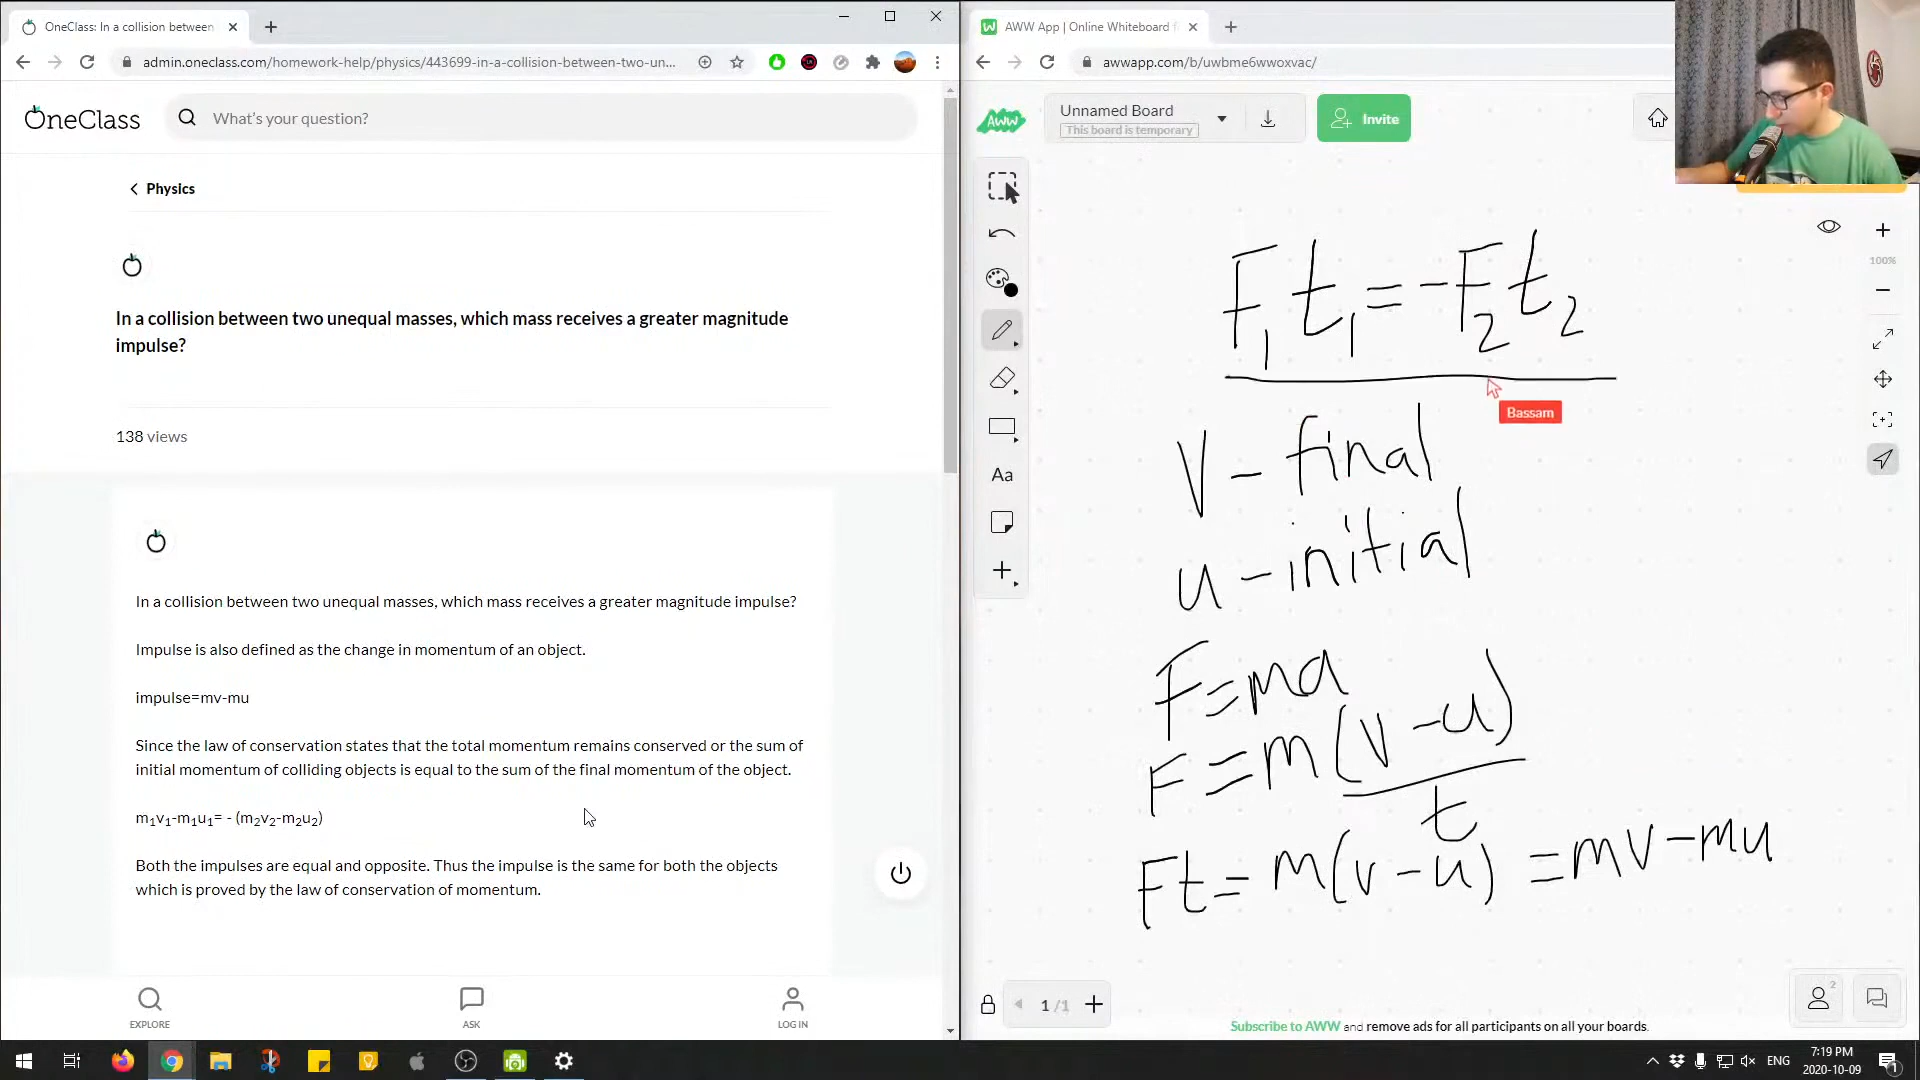 OneClass: In a collision between
admin.oneclass.com/homework-help/physics/443699-in-a-collision-between-two-un...
OneClass
What's your question?
Physics
In a collision between two unequal masses, which mass receives a greater magnitude
impulse?
138 views
In a collision between two unequal masses, which mass receives a greater magnitude impulse?
Impulse is also defined as the change in momentum of an object.
impulse=mv-mu
Since the law of conservation states that the total momentum remains conserved or the sum of
initial momentum of colliding objects is equal to the sum of the final momentum of the object.
m₁v₁-m₁u₁= - (m₂v₂-m₂u₂)
Both the impulses are equal and opposite. Thus the impulse is the same for both the objects
which is proved by the law of conservation of momentum.
EXPLORE
ASK
LOG IN
AWW App | Online Whiteboard f
awwapp.com/b/uwbme6wwoxvac/
AWW
Unnamed Board
This board is temporary
Invite
100%
Aa
F₁t₁=-F₂t₂
Bassam
V - final
u - initial
F=ma
F=m(v-u)
t
Ft=m(v-u)=mv-mu
1 /1
2
Subscribe to AWW and remove ads for all participants on all your boards.
ENG
7:19 PM
2020-10-09
1